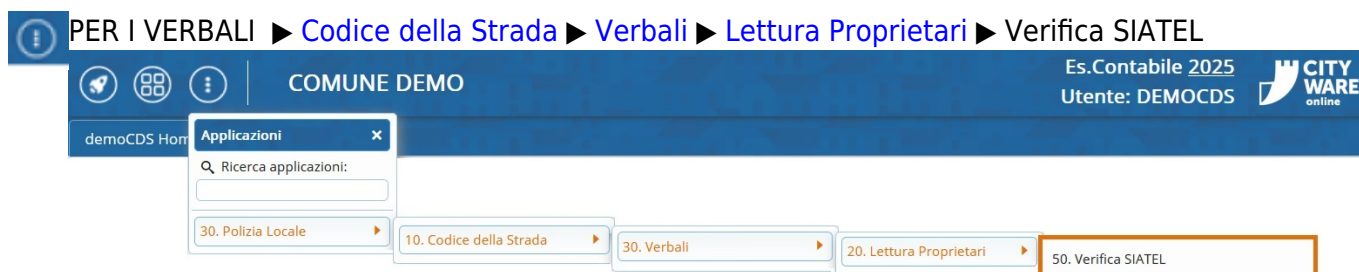 PER I VERBALI ▶ Codice della Strada ▶ Verbali ▶ Lettura Proprietari ▶ Verifica SIATEL
COMUNE DEMO
Es.Contabile 2025
Utente: DEMOCDS
CITY
WARE
online
demoCDS Hom
Applicazioni ×
Ricerca applicazioni:
30. Polizia Locale
10. Codice della Strada
30. Verbali
20. Lettura Proprietari
50. Verifica SIATEL